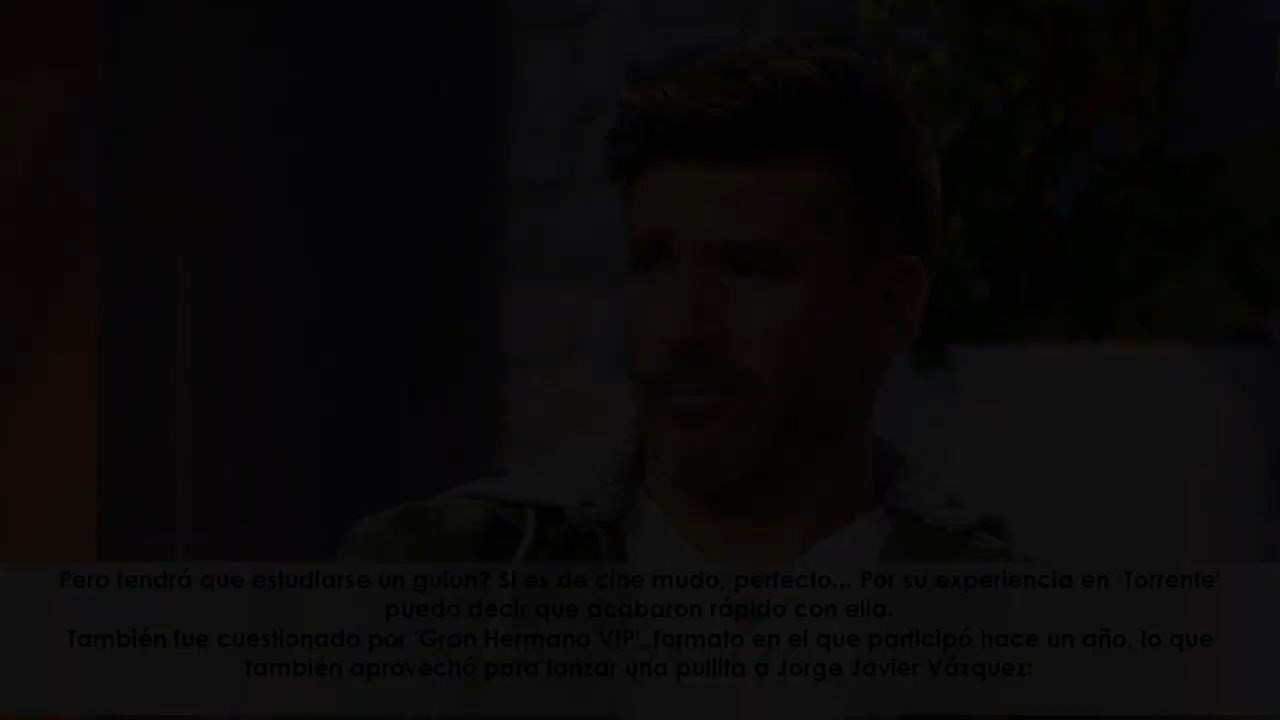 Pero tendrá que estudiarse un guion? Si es de cine mudo, perfecto... Por su experiencia en 'Torrente'
puedo decir que acabaron rápido con ella.
También fue cuestionado por 'Gran Hermano VIP', formato en el que participó hace un año, lo que
también aprovechó para lanzar una pullita a Jorge Javier Vázquez: